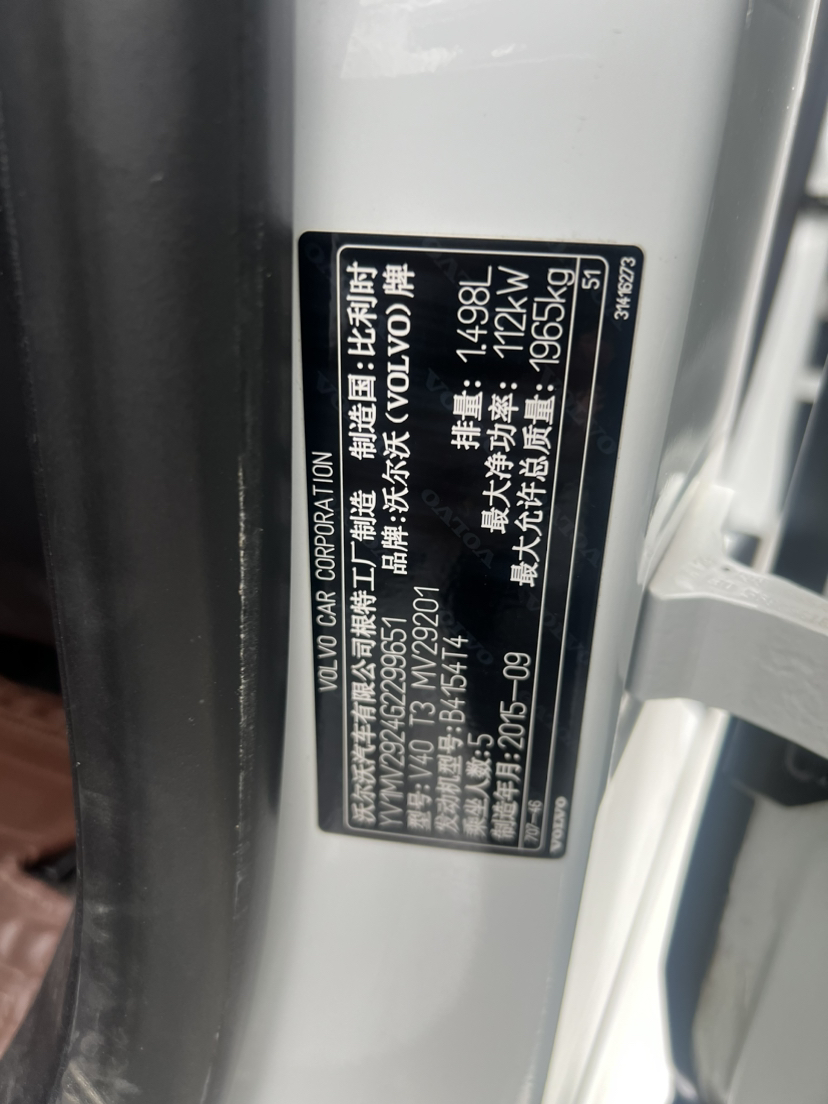 VOLVO CAR CORPORATION
沃尔沃汽车有限公司根特工厂制造 制造国:比利时
YV1MV2924G2299651 品牌:沃尔沃(VOLVO)牌
型号:V40 T3 MV29201
发动机型号:B4154T4 排量: 1.498L
乘坐人数:5 最大净功率: 112kW
制造年月:2015-09 最大允许总质量:1965kg
707-46 51
VOLVO 31416273